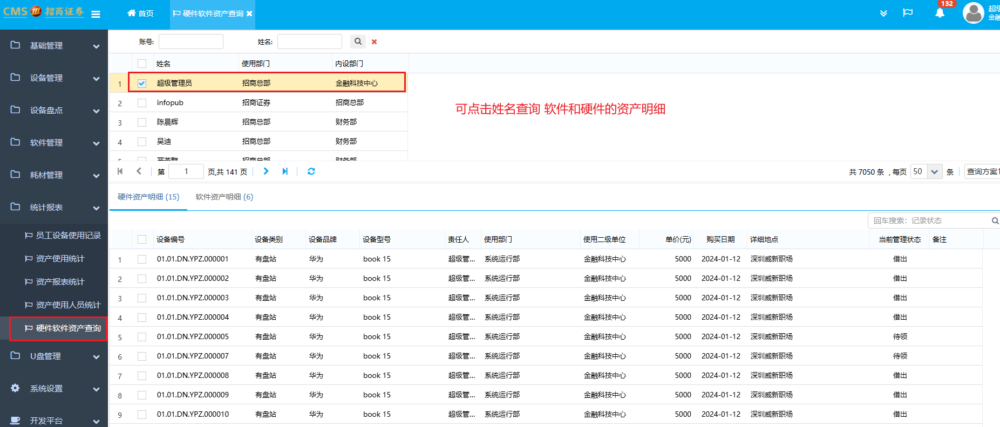 CMS 招商证券
首页
硬件软件资产查询
132
基础管理
设备管理
设备盘点
软件管理
耗材管理
统计报表
员工设备使用记录
资产使用统计
资产报表统计
资产使用人员统计
硬件软件资产查询
U盘管理
系统设置
开发平台
账号:
姓名:
姓名 使用部门 内设部门
1 超级管理员 招商总部 金融科技中心
2 infopub 招商证券 招商总部
3 陈晨辉 招商总部 财务部
4 吴迪 招商总部 财务部
可点击姓名查询 软件和硬件的资产明细
第 1 页,共 141 页
共 7050 条 , 每页 50 条 查询方案1
硬件资产明细 (15) 软件资产明细 (6)
回车搜索：记录状态
设备编号 设备类别 设备品牌 设备型号 责任人 使用部门 使用二级单位 单价(元) 购买日期 详细地点 当前管理状态 备注
1 01.01.DN.YPZ.000001 有盘站 华为 book 15 超级管... 系统运行部 金融科技中心 5000 2024-01-12 深圳威新职场 借出
2 01.01.DN.YPZ.000002 有盘站 华为 book 15 超级管... 系统运行部 金融科技中心 5000 2024-01-12 深圳威新职场 借出
3 01.01.DN.YPZ.000003 有盘站 华为 book 15 超级管... 系统运行部 金融科技中心 5000 2024-01-12 深圳威新职场 借出
4 01.01.DN.YPZ.000004 有盘站 华为 book 15 超级管... 系统运行部 金融科技中心 5000 2024-01-12 深圳威新职场 借出
5 01.01.DN.YPZ.000005 有盘站 华为 book 15 超级管... 系统运行部 金融科技中心 5000 2024-01-12 深圳威新职场 待领
6 01.01.DN.YPZ.000007 有盘站 华为 book 15 超级管... 系统运行部 金融科技中心 5000 2024-01-12 深圳威新职场 待领
7 01.01.DN.YPZ.000008 有盘站 华为 book 15 超级管... 系统运行部 金融科技中心 5000 2024-01-12 深圳威新职场 借出
8 01.01.DN.YPZ.000009 有盘站 华为 book 15 超级管... 系统运行部 金融科技中心 5000 2024-01-12 深圳威新职场 借出
9 01.01.DN.YPZ.000010 有盘站 华为 book 15 超级管... 系统运行部 金融科技中心 5000 2024-01-12 深圳威新职场 借出